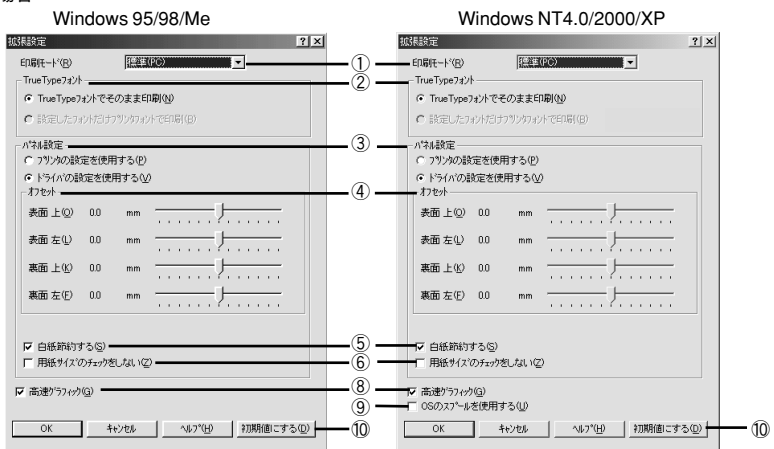 Windows 95/98/Me
Windows NT4.0/2000/XP
拡張設定
印刷モード(R) 標準(PC)
TrueTypeフォント
TrueTypeフォントでそのまま印刷(N)
設定したフォントだけプリンタフォントで印刷(B)
パネル設定
プリンタの設定を使用する(P)
ドライバの設定を使用する(V)
オフセット
表面 上(O) 0.0 mm
表面 左(L) 0.0 mm
裏面 上(K) 0.0 mm
裏面 左(F) 0.0 mm
白紙節約する(S)
用紙サイズのチェックをしない(Z)
高速グラフィック(G)
OK キャンセル ヘルプ(H) 初期値にする(D)
①
②
③
④
⑤
⑥
⑧
⑨
⑩
拡張設定
印刷モード(R) 標準(PC)
TrueTypeフォント
TrueTypeフォントでそのまま印刷(N)
設定したフォントだけプリンタフォントで印刷(B)
パネル設定
プリンタの設定を使用する(P)
ドライバの設定を使用する(V)
オフセット
表面 上(O) 0.0 mm
表面 左(L) 0.0 mm
裏面 上(K) 0.0 mm
裏面 左(F) 0.0 mm
白紙節約する(S)
用紙サイズのチェックをしない(Z)
高速グラフィック(G)
OSのスプールを使用する(U)
OK キャンセル ヘルプ(H) 初期値にする(D)
⑩